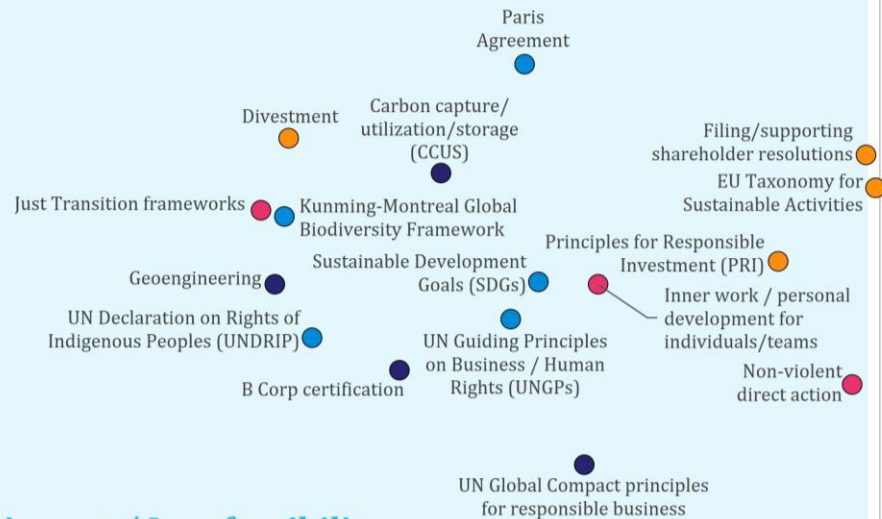 Paris
Agreement
Carbon capture/
utilization/storage
(CCUS)
Divestment
Filing/supporting
shareholder resolutions
EU Taxonomy for
Sustainable Activities
Just Transition frameworks
Kunming-Montreal Global
Biodiversity Framework
Principles for Responsible
Investment (PRI)
Sustainable Development
Goals (SDGs)
Geoengineering
Inner work / personal
development for
individuals/teams
UN Declaration on Rights of
Indigenous Peoples (UNDRIP)
UN Guiding Principles
on Business / Human
Rights (UNGPs)
B Corp certification
Non-violent
direct action
UN Global Compact principles
for responsible business